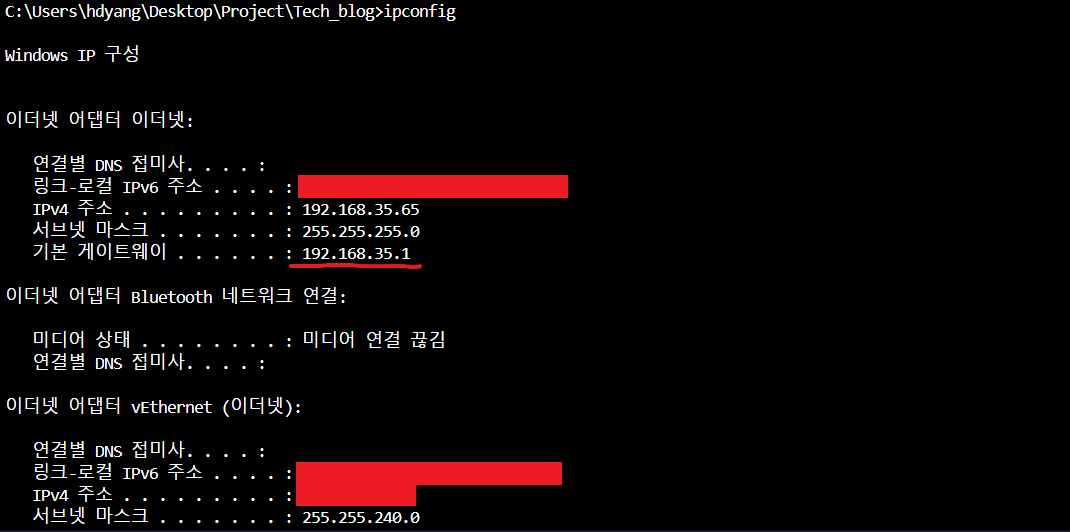 C:\Users\hdyang\Desktop\Project\Tech_blog>ipconfig
Windows IP 구성
이더넷 어댑터 이더넷:
연결별 DNS 접미사. . . . :
링크-로컬 IPv6 주소 . . . . :
IPv4 주소 . . . . . . . . . : 192.168.35.65
서브넷 마스크 . . . . . . . : 255.255.255.0
기본 게이트웨이 . . . . . . : 192.168.35.1
이더넷 어댑터 Bluetooth 네트워크 연결:
미디어 상태 . . . . . . . . : 미디어 연결 끊김
연결별 DNS 접미사. . . . :
이더넷 어댑터 vEthernet (이더넷):
연결별 DNS 접미사. . . . :
링크-로컬 IPv6 주소 . . . . :
IPv4 주소 . . . . . . . . . :
서브넷 마스크 . . . . . . . : 255.255.240.0